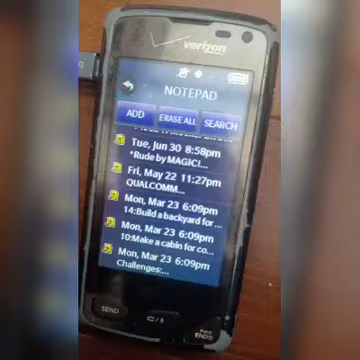 verizon
NOTEPAD
ADD ERASE ALL SEARCH
Tue, Jun 30 8:58pm
*Rude by MAGIC!...
Fri, May 22 11:27pm
QUALCOMM...
Mon, Mar 23 6:09pm
14:Build a backyard for ...
Mon, Mar 23 6:09pm
10:Make a cabin for co...
Mon, Mar 23 6:09pm
Challenges:...
SEND
PWR
END